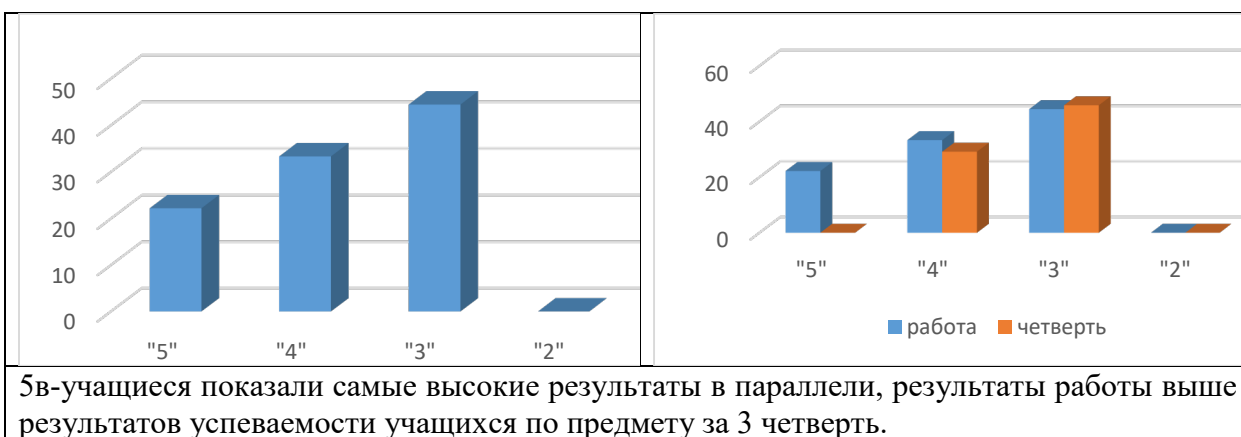 50
40
30
20
10
0
"5" "4" "3" "2"
60
40
20
0
"5" "4" "3" "2"
работа четверть
5в-учащиеся показали самые высокие результаты в параллели, результаты работы выше
результатов успеваемости учащихся по предмету за 3 четверть.